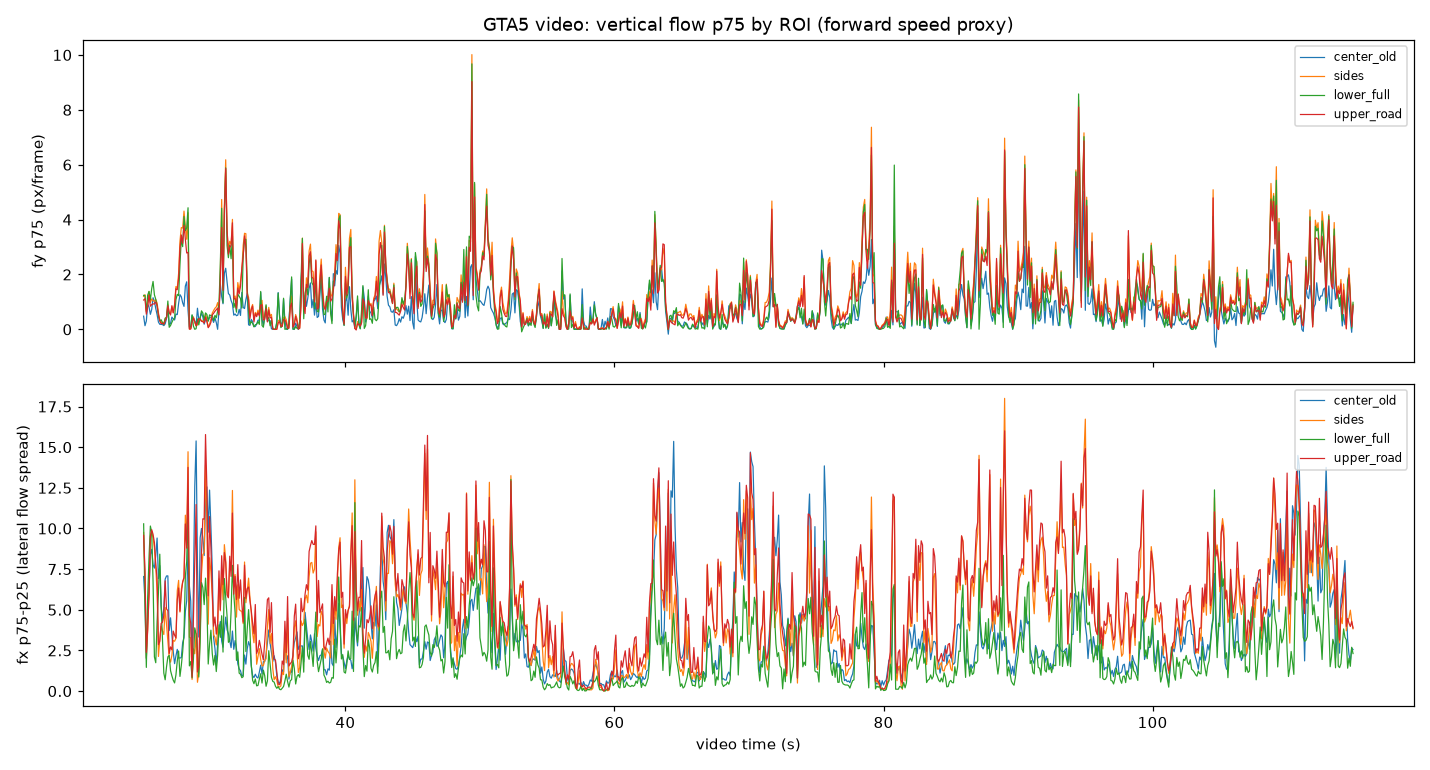 GTA5 video: vertical flow p75 by ROI (forward speed proxy)
fy p75 (px/frame)
10
8
6
4
2
0
center_old
sides
lower_full
upper_road
fx p75-p25 (lateral flow spread)
17.5
15.0
12.5
10.0
7.5
5.0
2.5
0.0
center_old
sides
lower_full
upper_road
40
60
80
100
video time (s)